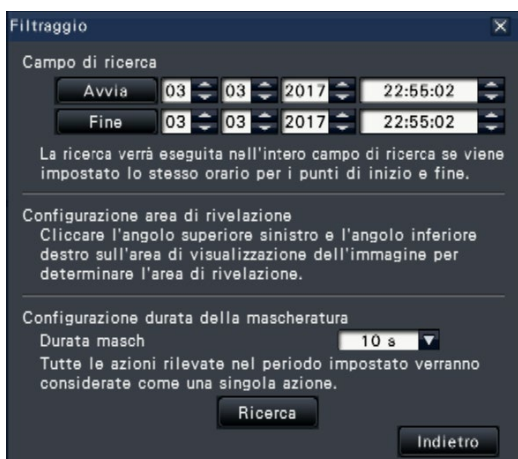 Filtraggio
Campo di ricerca
Avvia 03 03 2017 22:55:02
Fine 03 03 2017 22:55:02
La ricerca verrà eseguita nell'intero campo di ricerca se viene
impostato lo stesso orario per i punti di inizio e fine.
Configurazione area di rivelazione
Cliccare l'angolo superiore sinistro e l'angolo inferiore
destro sull'area di visualizzazione dell'immagine per
determinare l'area di rivelazione.
Configurazione durata della mascheratura
Durata masch 10 s
Tutte le azioni rilevate nel periodo impostato verranno
considerate come una singola azione.
Ricerca
Indietro